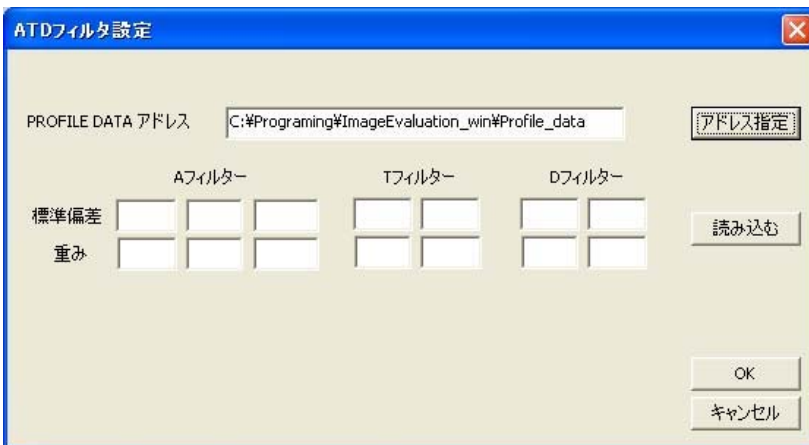 ATDフィルタ設定
PROFILE DATA アドレス C:¥Programing¥ImageEvaluation_win¥Profile_data アドレス指定
Aフィルター Tフィルター Dフィルター
標準偏差
読み込む
重み
OK
キャンセル